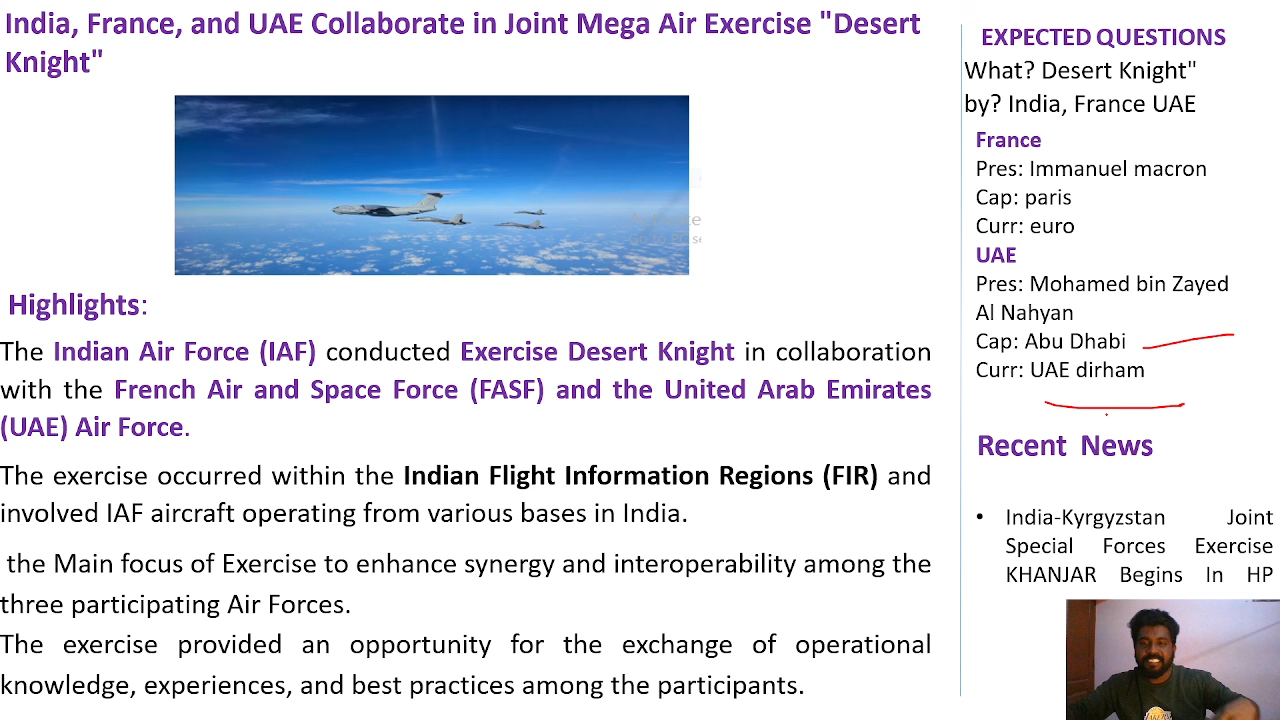 India, France, and UAE Collaborate in Joint Mega Air Exercise "Desert
Knight"
Highlights:
The Indian Air Force (IAF) conducted Exercise Desert Knight in collaboration
with the French Air and Space Force (FASF) and the United Arab Emirates
(UAE) Air Force.
The exercise occurred within the Indian Flight Information Regions (FIR) and
involved IAF aircraft operating from various bases in India.
the Main focus of Exercise to enhance synergy and interoperability among the
three participating Air Forces.
The exercise provided an opportunity for the exchange of operational
knowledge, experiences, and best practices among the participants.
EXPECTED QUESTIONS
What? Desert Knight"
by? India, France UAE
France
Pres: Immanuel macron
Cap: paris
Curr: euro
UAE
Pres: Mohamed bin Zayed
Al Nahyan
Cap: Abu Dhabi
Curr: UAE dirham
Recent News
• India-Kyrgyzstan Joint
Special Forces Exercise
KHANJAR Begins In HP